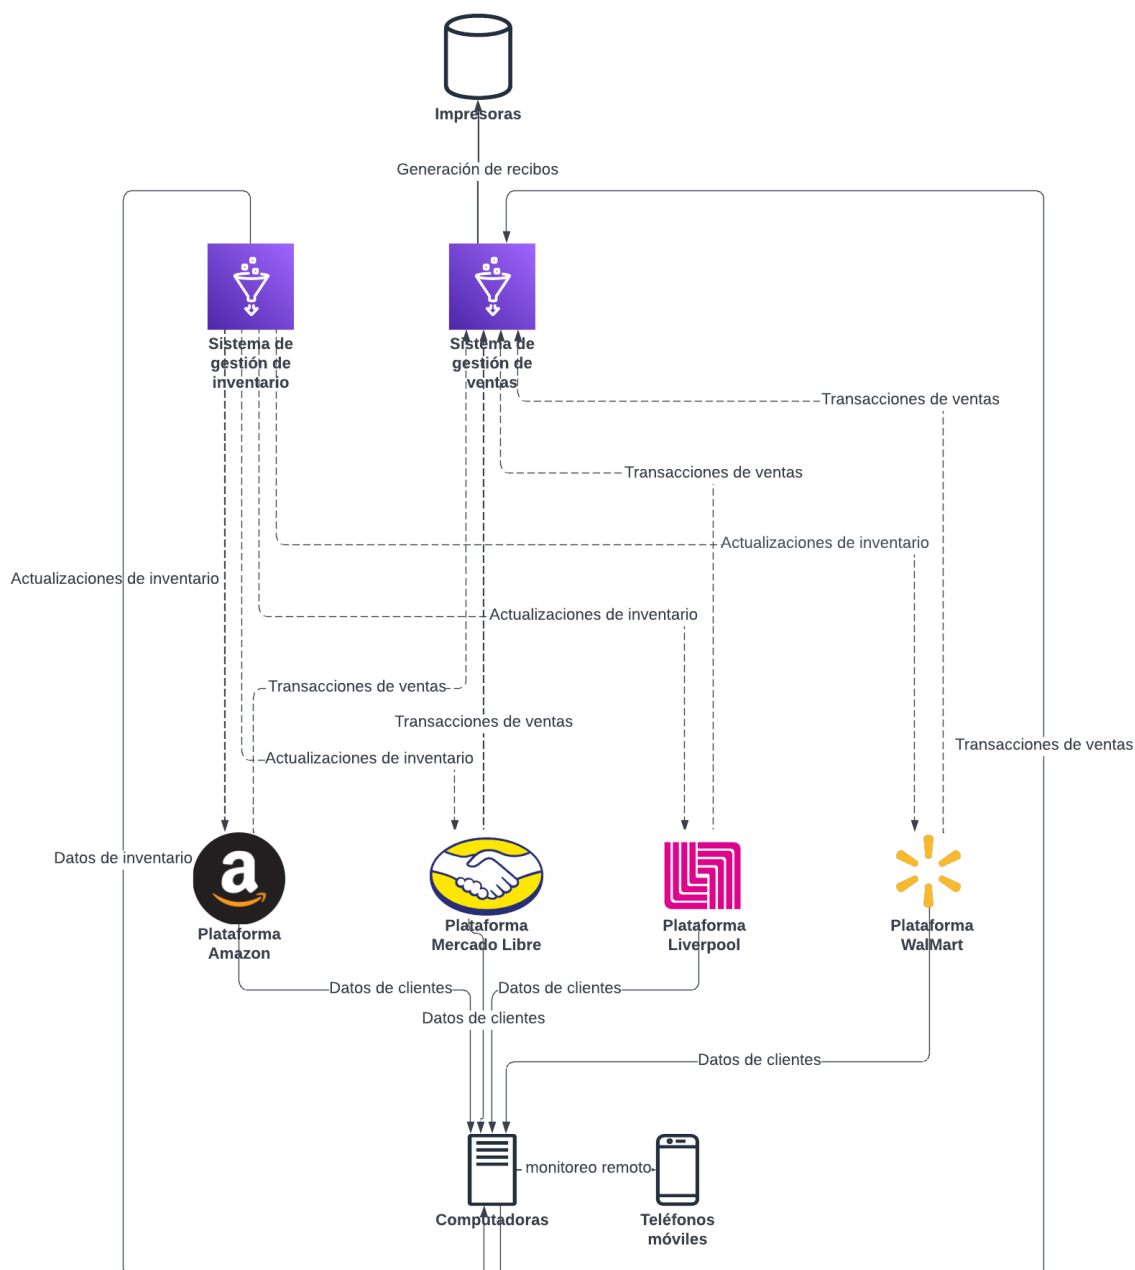 Impresoras
Generación de recibos
Sistema de
gestión de
inventario
Sistema de
gestión de
ventas
Transacciones de ventas
Transacciones de ventas
Actualizaciones de inventario
Actualizaciones de inventario
Actualizaciones de inventario
Transacciones de ventas
Transacciones de ventas
Transacciones de ventas
Actualizaciones de inventario
Datos de inventario
a
Plataforma
Amazon
Plataforma
Mercado Libre
Plataforma
Liverpool
Plataforma
WalMart
Datos de clientes
Datos de clientes
Datos de clientes
Datos de clientes
monitoreo remoto
Computadoras
Teléfonos
móviles